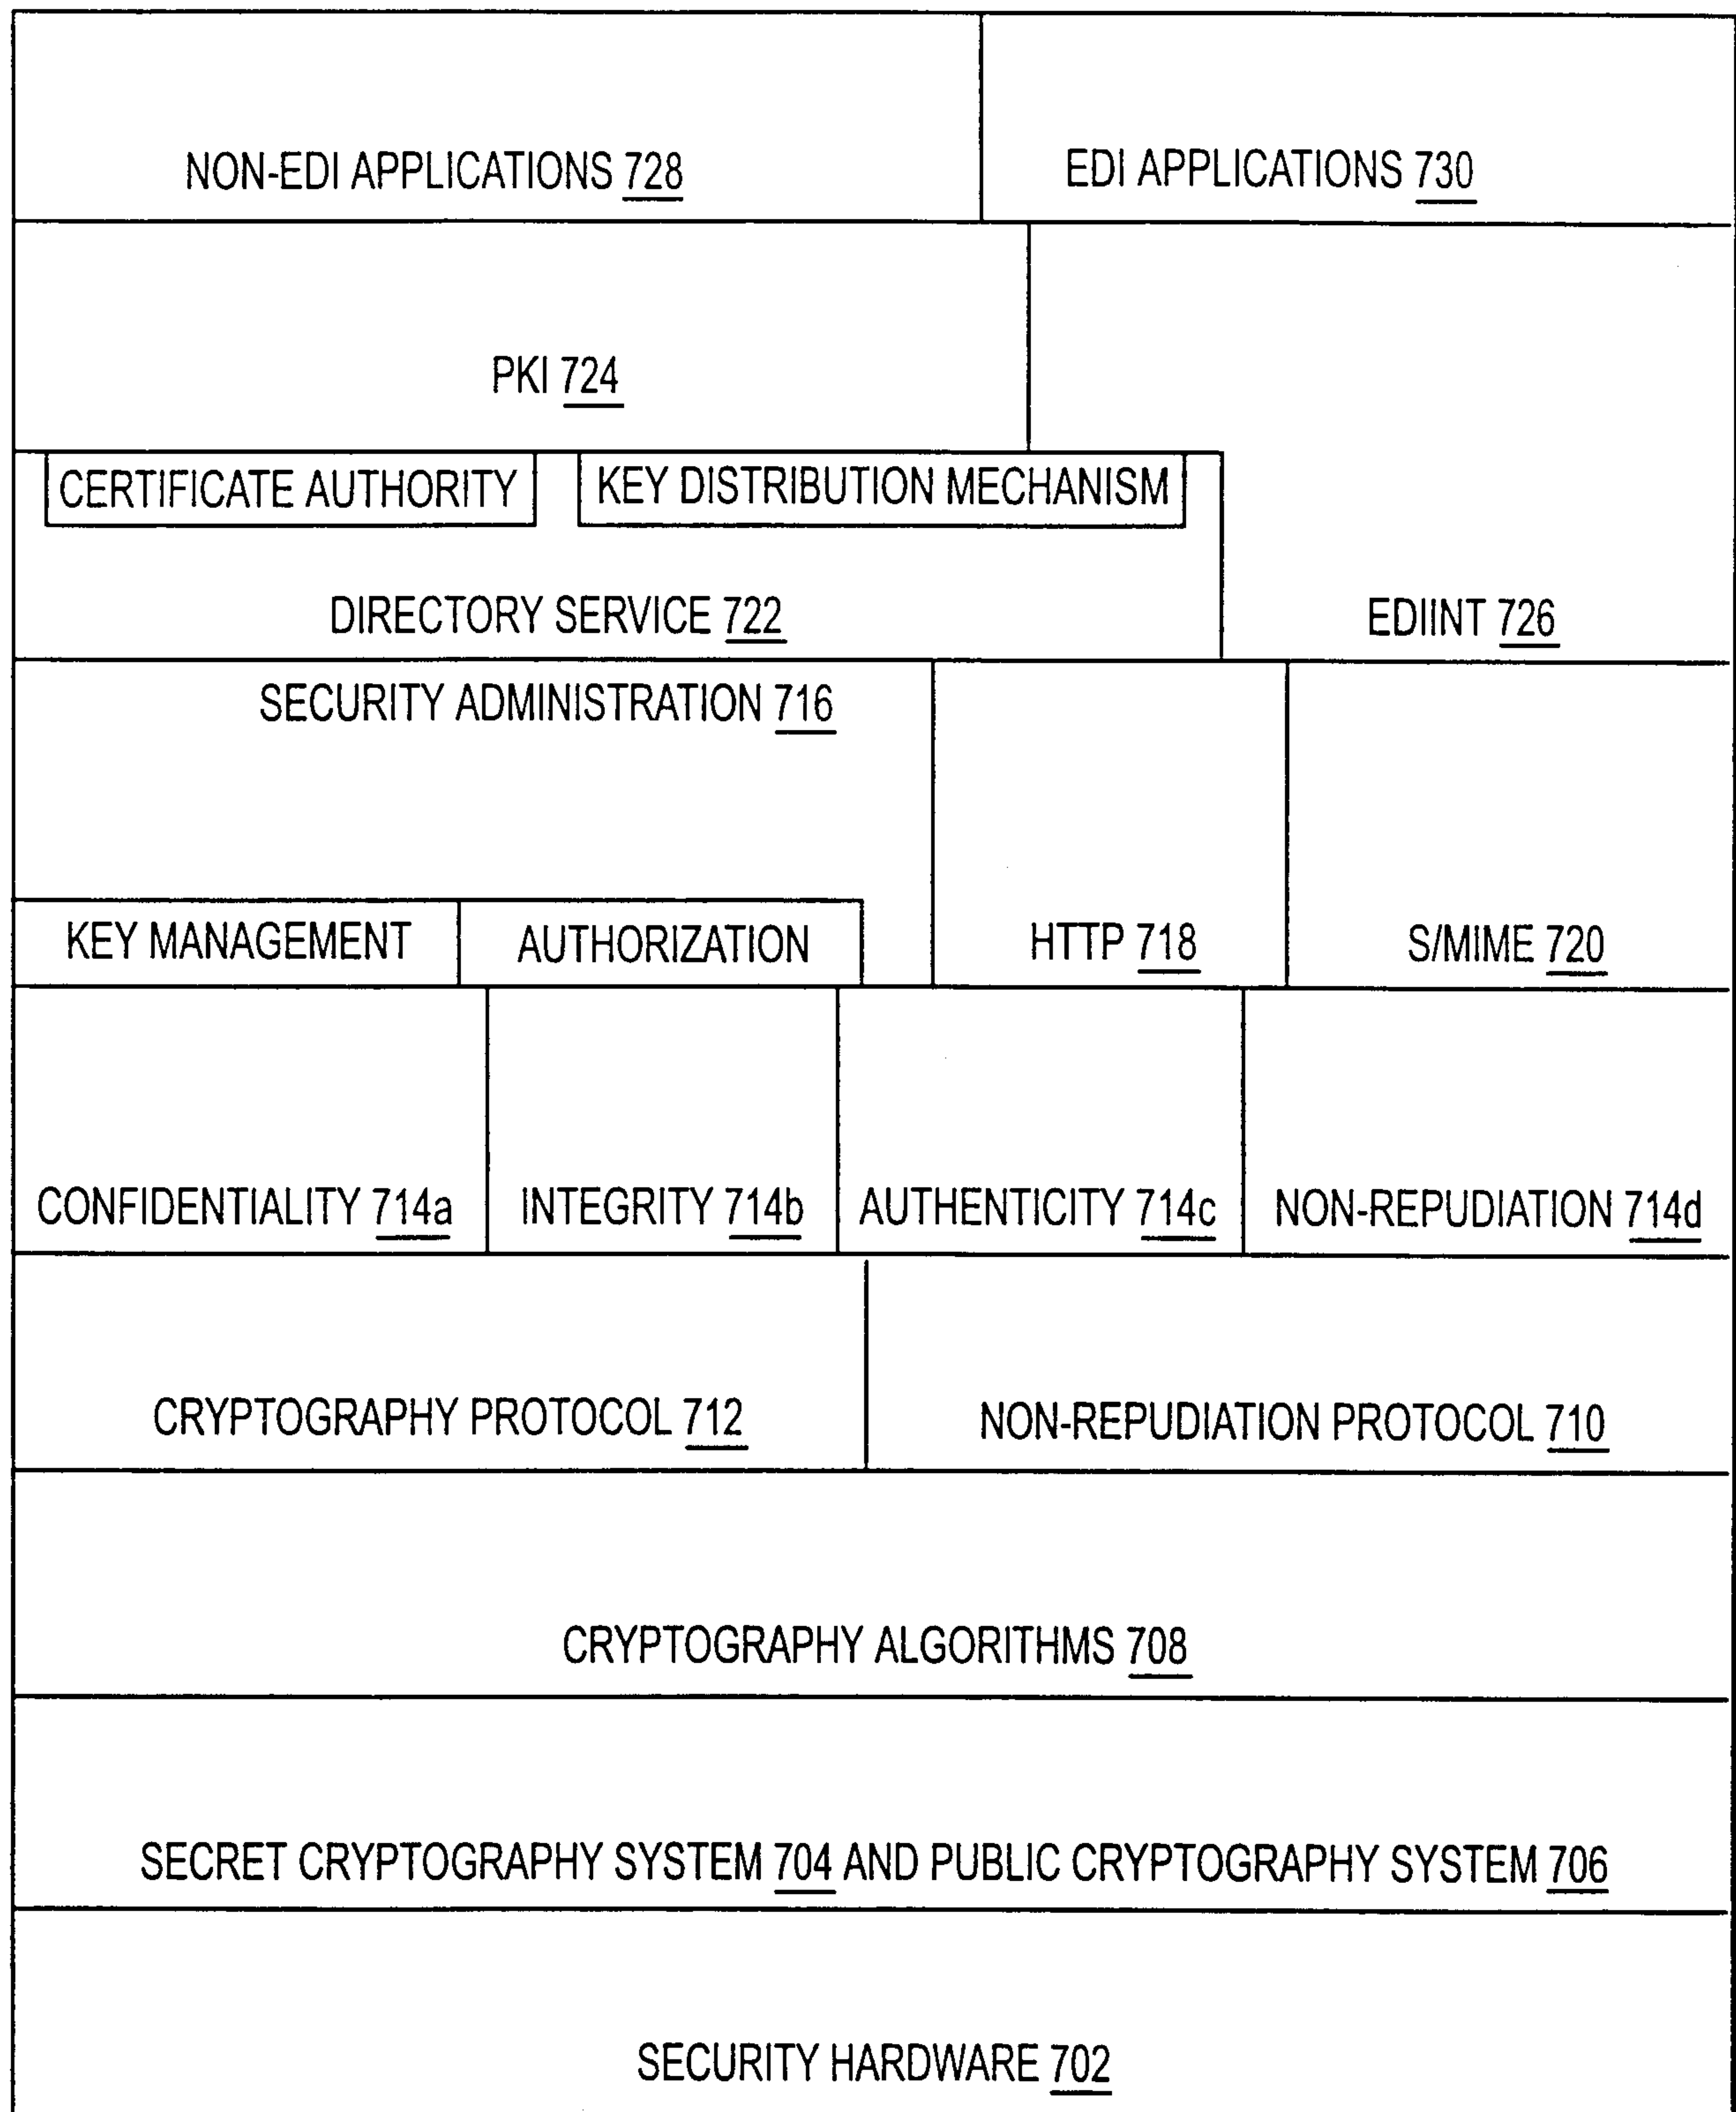 NON-EDI APPLICATIONS 728
EDI APPLICATIONS 730
PKI 724
CERTIFICATE AUTHORITY
KEY DISTRIBUTION MECHANISM
DIRECTORY SERVICE 722
EDIINT 726
SECURITY ADMINISTRATION 716
KEY MANAGEMENT
AUTHORIZATION
HTTP 718
S/MIME 720
CONFIDENTIALITY 714a
INTEGRITY 714b
AUTHENTICITY 714c
NON-REPUDIATION 714d
CRYPTOGRAPHY PROTOCOL 712
NON-REPUDIATION PROTOCOL 710
CRYPTOGRAPHY ALGORITHMS 708
SECRET CRYPTOGRAPHY SYSTEM 704 AND PUBLIC CRYPTOGRAPHY SYSTEM 706
SECURITY HARDWARE 702